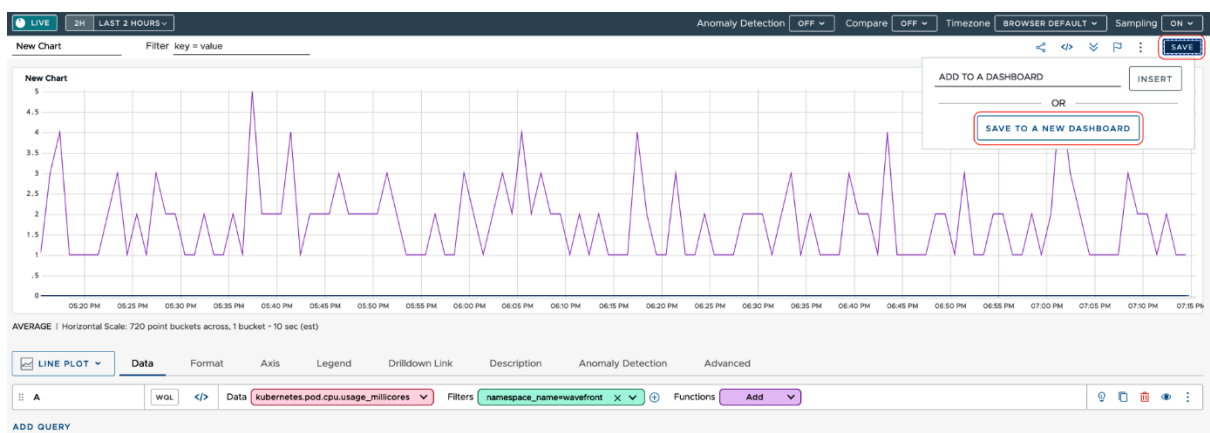 LIVE 2H LAST 2 HOURS Anomaly Detection OFF Compare OFF Timezone BROWSER DEFAULT Sampling ON
New Chart Filter key = value </> SAVE
ADD TO A DASHBOARD INSERT
OR
SAVE TO A NEW DASHBOARD
New Chart
5
4.5
4
3.5
3
2.5
2
1.5
1
.5
0
05:20 PM 05:25 PM 05:30 PM 05:35 PM 05:40 PM 05:45 PM 05:50 PM 05:55 PM 06:00 PM 06:05 PM 06:10 PM 06:15 PM 06:20 PM 06:25 PM 06:30 PM 06:35 PM 06:40 PM 06:45 PM 06:50 PM 06:55 PM 07:00 PM 07:05 PM 07:10 PM 07:15 PM
AVERAGE | Horizontal Scale: 720 point buckets across, 1 bucket - 10 sec (est)
LINE PLOT Data Format Axis Legend Drilldown Link Description Anomaly Detection Advanced
A WQL </> Data kubernetes.pod.cpu.usage_millicores Filters namespace_name=wavefront Functions Add
ADD QUERY